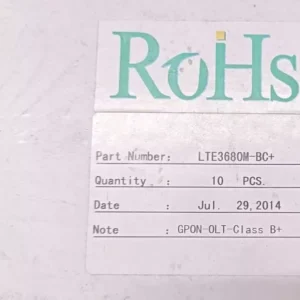 RoHs
Part Number: LTE3680M-BC+
Quantity : 10 PCS.
Date : Jul. 29,2014
Note : GPON-OLT-Class B+